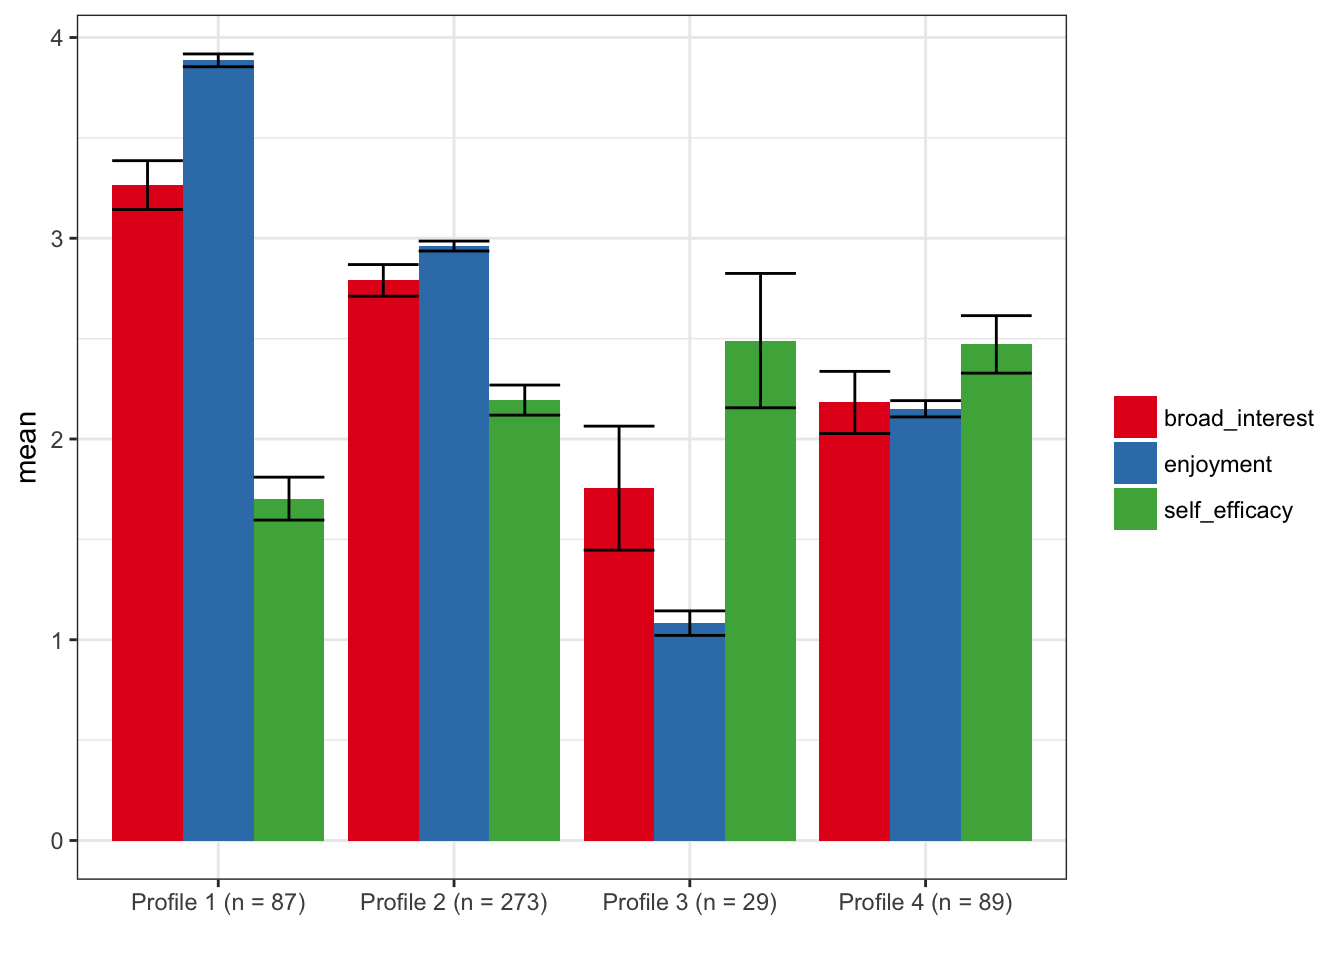 mean
4
3
2
1
0
Profile 1 (n = 87)
Profile 2 (n = 273)
Profile 3 (n = 29)
Profile 4 (n = 89)
broad_interest
enjoyment
self_efficacy